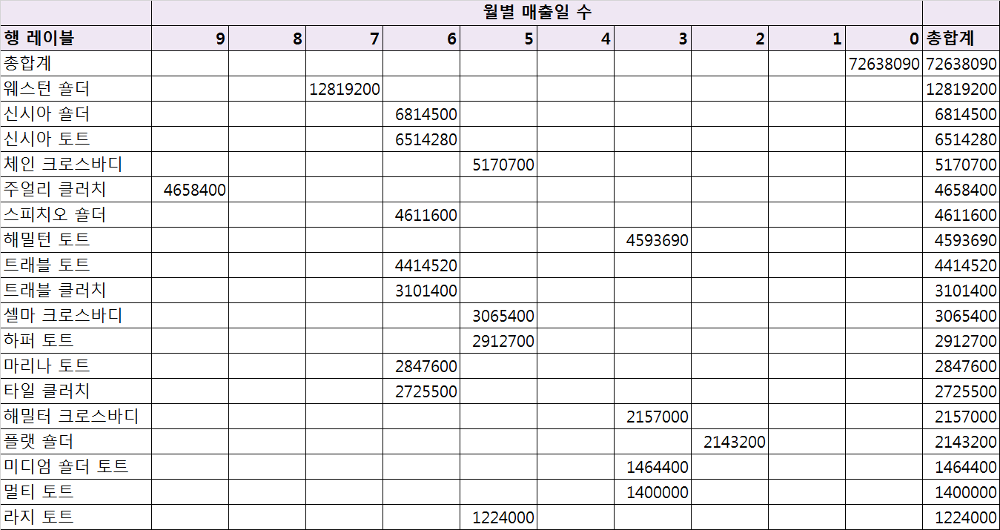 월별 매출일 수
행 레이블 9 8 7 6 5 4 3 2 1 0 총합계
총합계 72638090 72638090
웨스턴 숄더 12819200 12819200
신시아 숄더 6814500 6814500
신시아 토트 6514280 6514280
체인 크로스바디 5170700 5170700
주얼리 클러치 4658400 4658400
스피치오 숄더 4611600 4611600
해밀턴 토트 4593690 4593690
트래블 토트 4414520 4414520
트래블 클러치 3101400 3101400
셀마 크로스바디 3065400 3065400
하퍼 토트 2912700 2912700
마리나 토트 2847600 2847600
타일 클러치 2725500 2725500
해밀터 크로스바디 2157000 2157000
플랫 숄더 2143200 2143200
미디엄 숄더 토트 1464400 1464400
멀티 토트 1400000 1400000
라지 토트 1224000 1224000